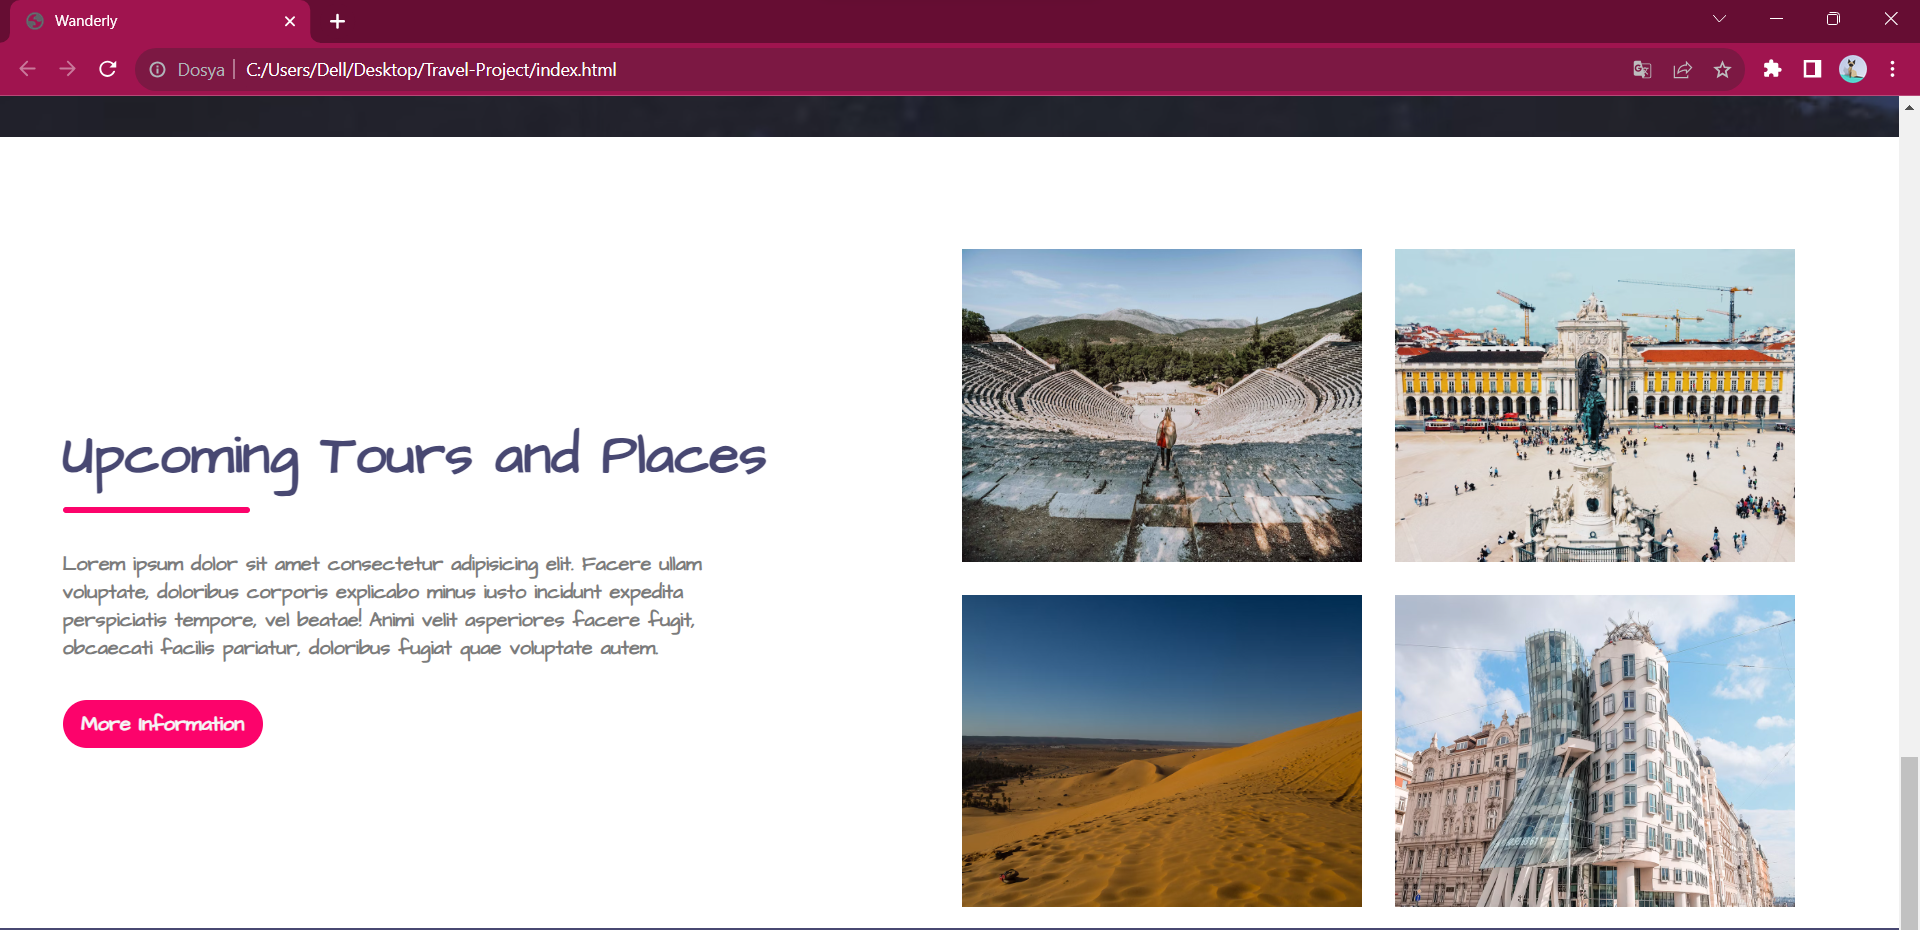 Wanderly
Dosya | C:/Users/Dell/Desktop/Travel-Project/index.html
Upcoming Tours and Places
Lorem ipsum dolor sit amet consectetur adipisicing elit. Facere ullam
voluptate, doloribus corporis explicabo minus iusto incidunt expedita
perspiciatis tempore, vel beatae! Animi velit asperiores facere fugit,
obcaecati facilis pariatur, doloribus fugiat quae voluptate autem.
More Information